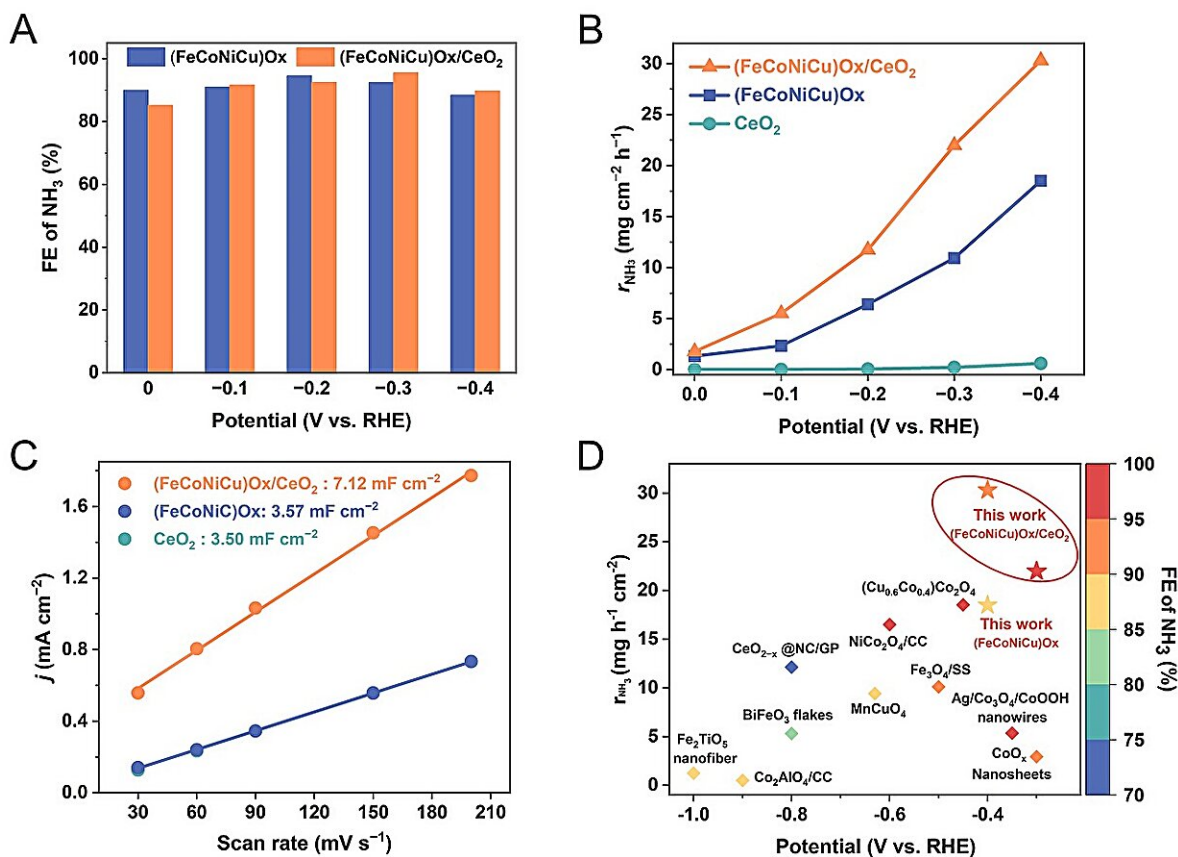 A
(FeCoNiCu)Ox
(FeCoNiCu)Ox/CeO₂
FE of NH₃ (%)
100
80
60
40
20
0
0
−0.1
−0.2
−0.3
−0.4
Potential (V vs. RHE)
B
(FeCoNiCu)Ox/CeO₂
(FeCoNiCu)Ox
CeO₂
r_NH₃ (mg cm⁻² h⁻¹)
30
25
20
15
10
5
0
0.0
−0.1
−0.2
−0.3
−0.4
Potential (V vs. RHE)
C
(FeCoNiCu)Ox/CeO₂ : 7.12 mF cm⁻²
(FeCoNiC)Ox: 3.57 mF cm⁻²
CeO₂ : 3.50 mF cm⁻²
j (mA cm⁻²)
1.6
1.2
0.8
0.4
0.0
30
60
90
120
150
180
210
Scan rate (mV s⁻¹)
D
This work
(FeCoNiCu)Ox/CeO₂
(Cu₀.₆Co₀.₄)Co₂O₄
This work
(FeCoNiCu)Ox
NiCo₂O₄/CC
CeO₂₋ₓ @NC/GP
Fe₃O₄/SS
MnCuO₄
Ag/Co₃O₄/CoOOH
nanowires
BiFeO₃ flakes
Fe₂TiO₅
nanofiber
Co₂AlO₄/CC
CoOₓ
Nanosheets
r_NH₃ (mg h⁻¹ cm⁻²)
30
25
20
15
10
5
0
-1.0
-0.8
-0.6
-0.4
Potential (V vs. RHE)
100
95
90
85
80
75
70
FE of NH₃ (%)